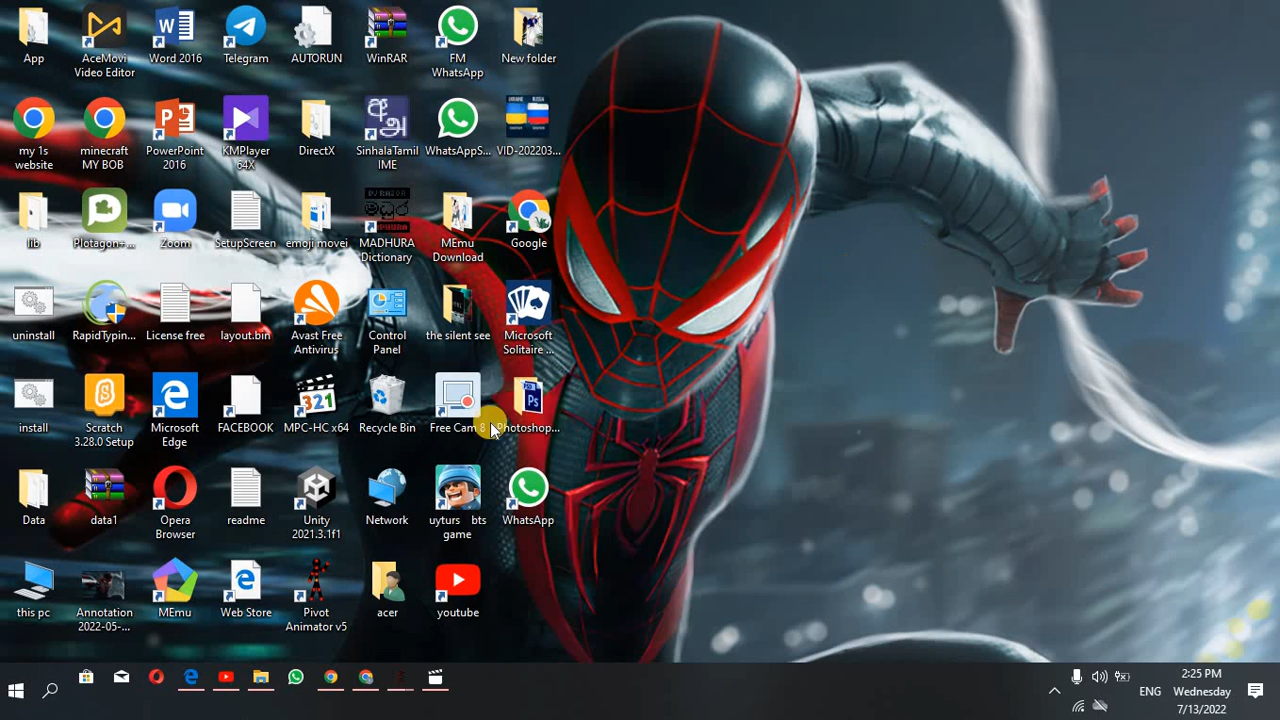 App
AceMovi
Video Editor
Word 2016
Telegram
AUTORUN
WinRAR
FM
WhatsApp
New folder
my 1s
website
minecraft
MY BOB
PowerPoint
2016
KMPlayer
64X
DirectX
SinhalaTamil
IME
WhatsAppS...
VID-202203...
lib
Plotagon+...
Zoom
SetupScreen
emoji movei
MADHURA
Dictionary
MEmu
Download
Google
uninstall
RapidTypin...
License free
layout.bin
Avast Free
Antivirus
Control
Panel
the silent see
Microsoft
Solitaire ...
install
Scratch
3.28.0 Setup
Microsoft
Edge
FACEBOOK
321
MPC-HC x64
Recycle Bin
Free Cam 8
Ps
Photoshop...
Data
data1
Opera
Browser
readme
Unity
2021.3.1f1
Network
uyturs bts
game
WhatsApp
this pc
Annotation
2022-05-...
MEmu
Web Store
Pivot
Animator v5
acer
youtube
ENG
2:25 PM
Wednesday
7/13/2022